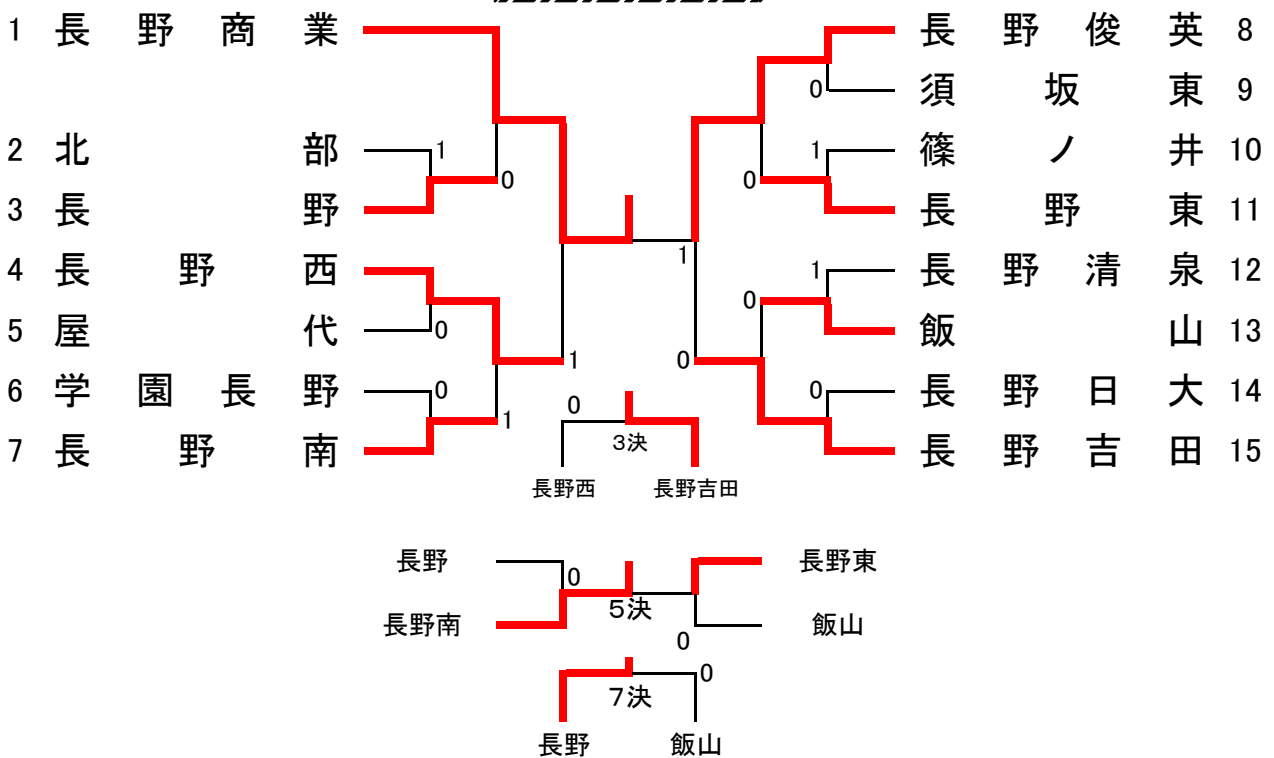 1 長野商業
長野俊英 8
0
須坂東 9
2 北部
1
1
篠ノ井 10
0
0
3 長野
長野東 11
1
4 長野西
1
長野清泉 12
0
5 屋代
0
飯山 13
1
0
6 学園長野
0
0
0
長野日大 14
1
3決
7 長野南
長野吉田 15
長野西
長野吉田
長野
0
長野東
5決
長野南
0
飯山
0
7決
長野
飯山